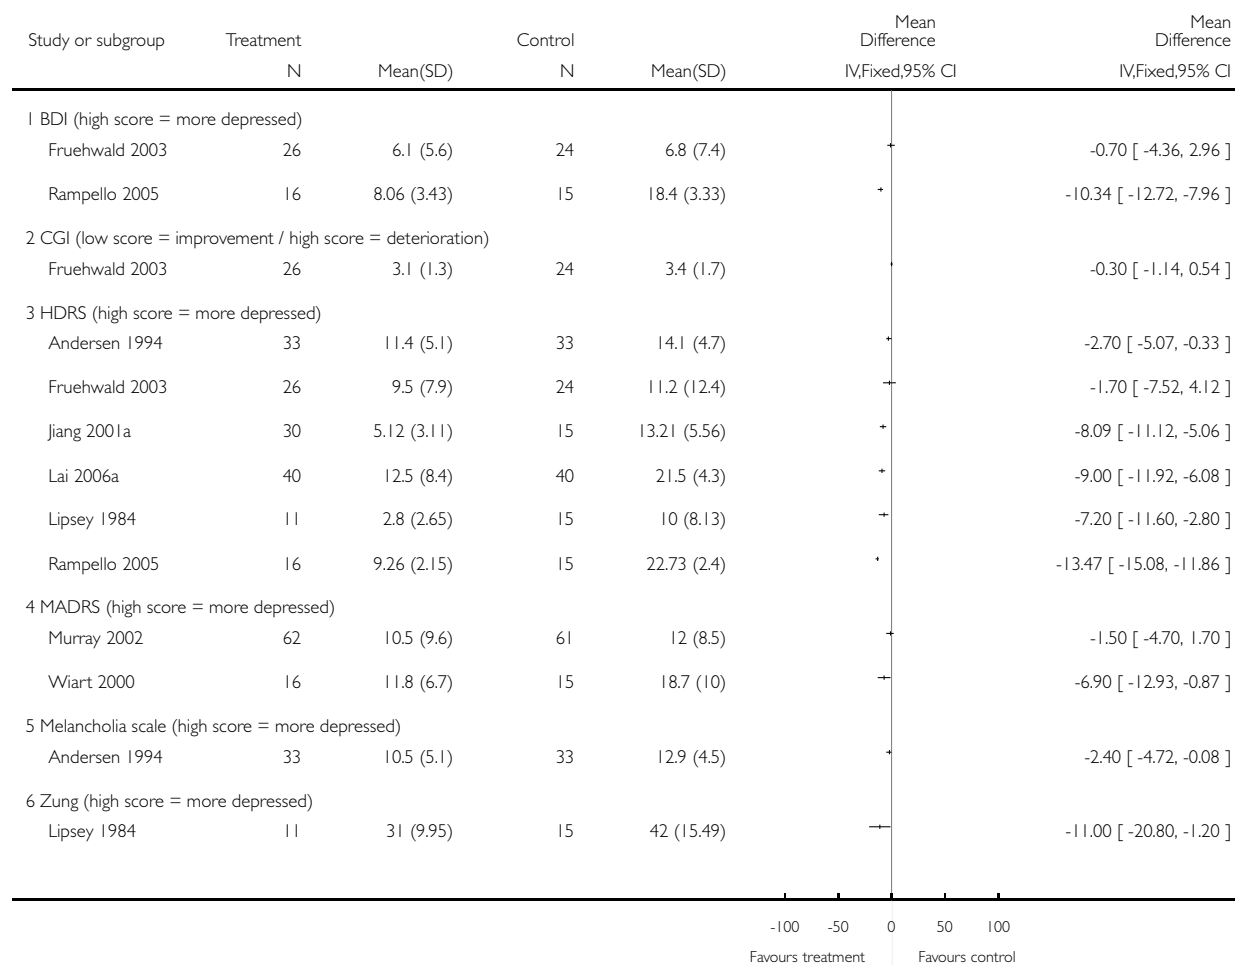 Mean Mean
Study or subgroup Treatment Control Difference Difference
N Mean(SD) N Mean(SD) IV,Fixed,95% CI IV,Fixed,95% CI
1 BDI (high score = more depressed)
Fruehwald 2003 26 6.1 (5.6) 24 6.8 (7.4) -0.70 [ -4.36, 2.96 ]
Rampello 2005 16 8.06 (3.43) 15 18.4 (3.33) -10.34 [ -12.72, -7.96 ]
2 CGI (low score = improvement / high score = deterioration)
Fruehwald 2003 26 3.1 (1.3) 24 3.4 (1.7) -0.30 [ -1.14, 0.54 ]
3 HDRS (high score = more depressed)
Andersen 1994 33 11.4 (5.1) 33 14.1 (4.7) -2.70 [ -5.07, -0.33 ]
Fruehwald 2003 26 9.5 (7.9) 24 11.2 (12.4) -1.70 [ -7.52, 4.12 ]
Jiang 2001a 30 5.12 (3.11) 15 13.21 (5.56) -8.09 [ -11.12, -5.06 ]
Lai 2006a 40 12.5 (8.4) 40 21.5 (4.3) -9.00 [ -11.92, -6.08 ]
Lipsey 1984 11 2.8 (2.65) 15 10 (8.13) -7.20 [ -11.60, -2.80 ]
Rampello 2005 16 9.26 (2.15) 15 22.73 (2.4) -13.47 [ -15.08, -11.86 ]
4 MADRS (high score = more depressed)
Murray 2002 62 10.5 (9.6) 61 12 (8.5) -1.50 [ -4.70, 1.70 ]
Wiart 2000 16 11.8 (6.7) 15 18.7 (10) -6.90 [ -12.93, -0.87 ]
5 Melancholia scale (high score = more depressed)
Andersen 1994 33 10.5 (5.1) 33 12.9 (4.5) -2.40 [ -4.72, -0.08 ]
6 Zung (high score = more depressed)
Lipsey 1984 11 31 (9.95) 15 42 (15.49) -11.00 [ -20.80, -1.20 ]
-100 -50 0 50 100
Favours treatment Favours control